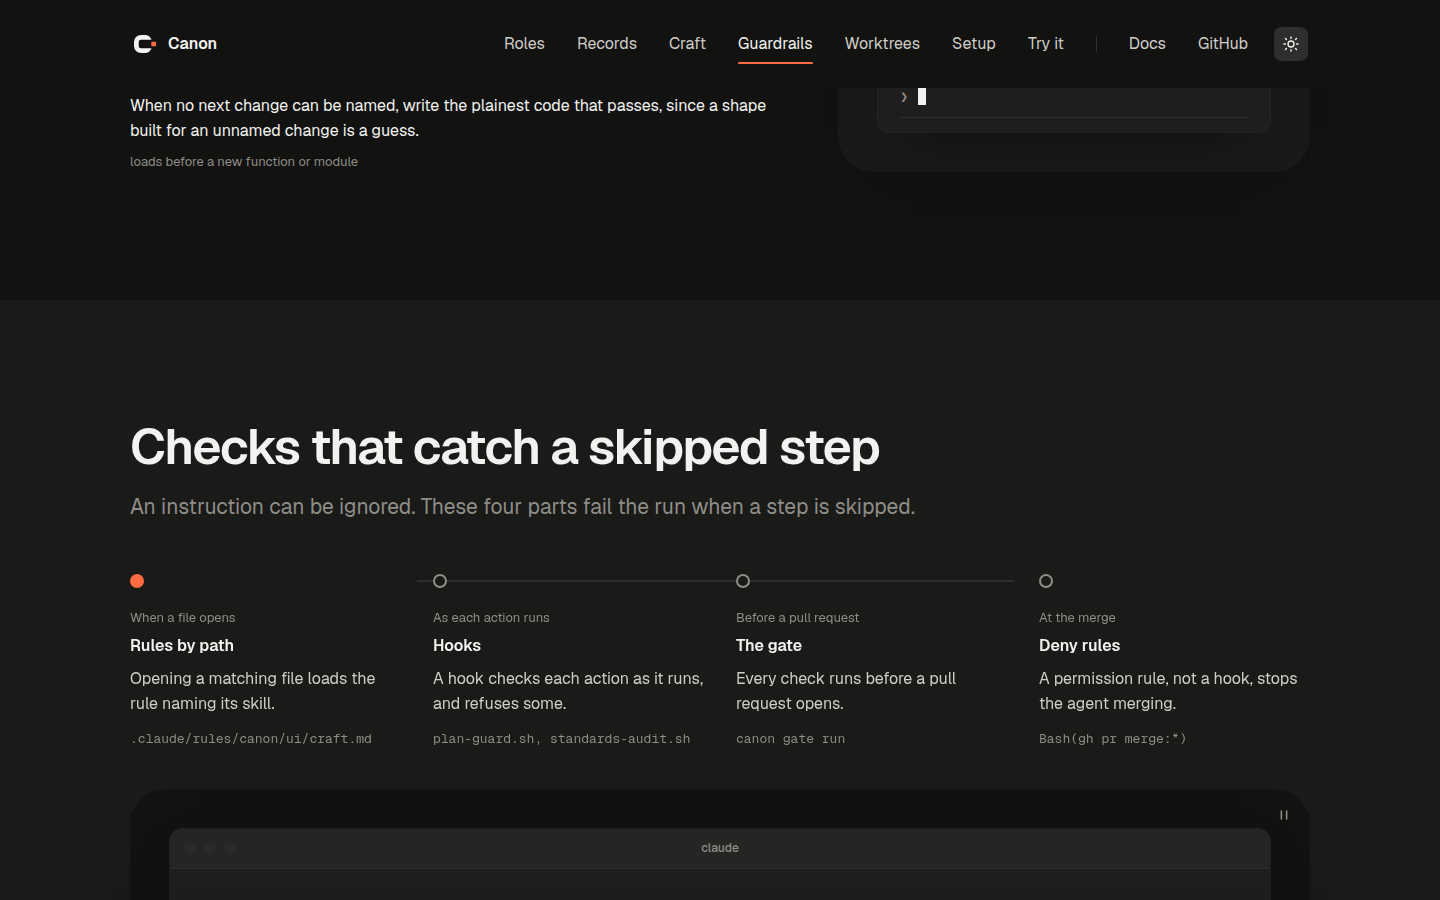 Canon
Roles
Records
Craft
Guardrails
Worktrees
Setup
Try it
Docs
GitHub
When no next change can be named, write the plainest code that passes, since a shape
built for an unnamed change is a guess.
loads before a new function or module
❯
Checks that catch a skipped step
An instruction can be ignored. These four parts fail the run when a step is skipped.
When a file opens
Rules by path
Opening a matching file loads the
rule naming its skill.
.claude/rules/canon/ui/craft.md
As each action runs
Hooks
A hook checks each action as it runs,
and refuses some.
plan-guard.sh, standards-audit.sh
Before a pull request
The gate
Every check runs before a pull
request opens.
canon gate run
At the merge
Deny rules
A permission rule, not a hook, stops
the agent merging.
Bash(gh pr merge:*)
claude